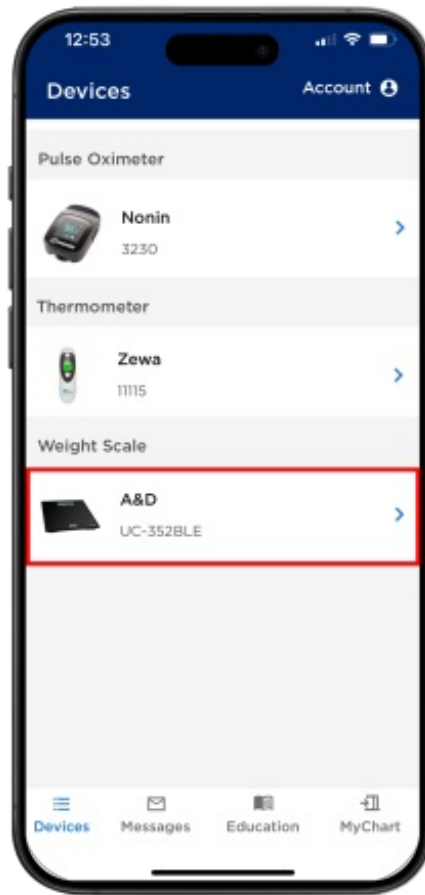 12:53
Devices
Account
Pulse Oximeter
Nonin
3230
Thermometer
Zewa
11115
Weight Scale
A&D
UC-352BLE
Devices
Messages
Education
MyChart